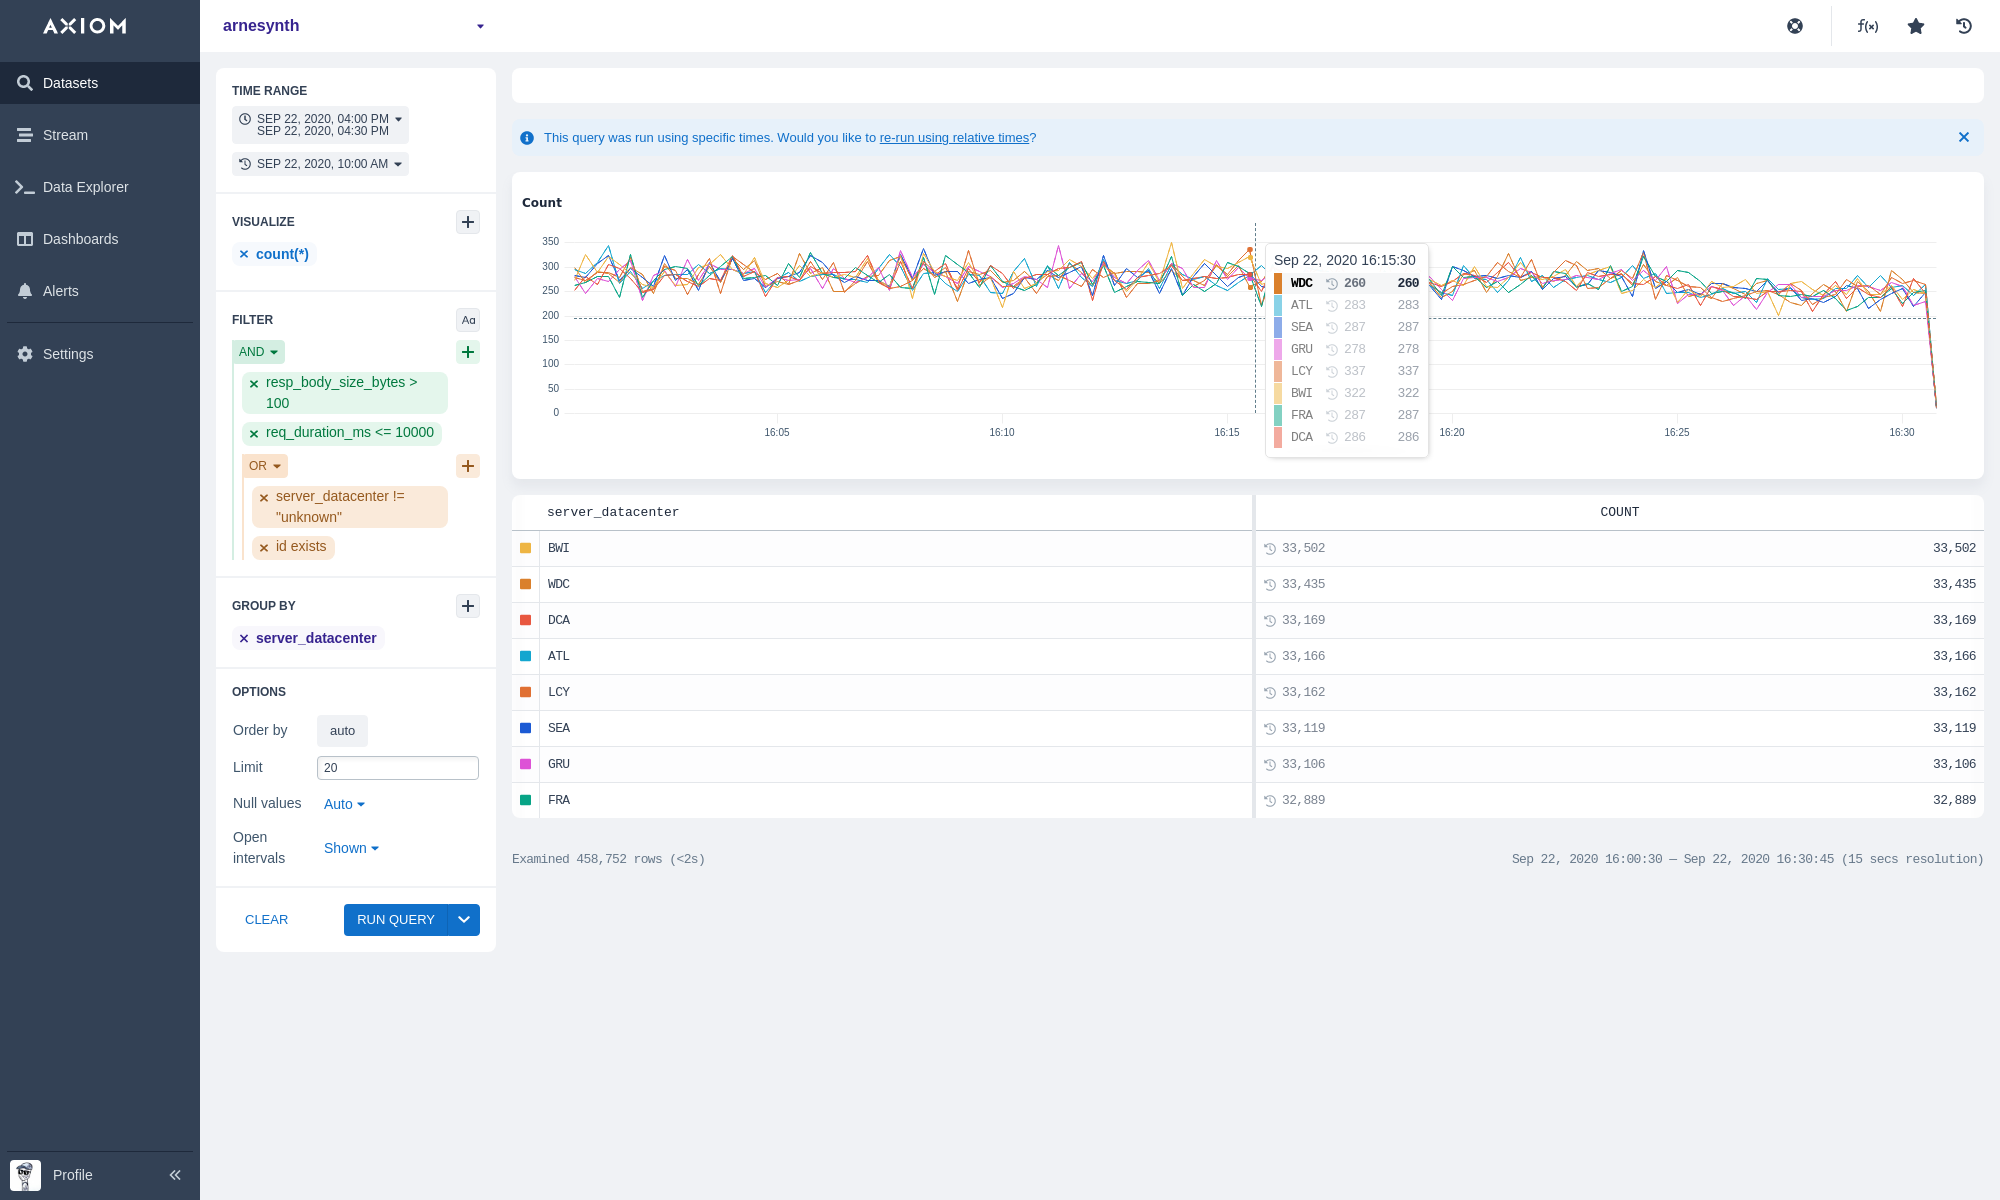 AXIOM
arnesynth
f(x)
Datasets
Stream
Data Explorer
Dashboards
Alerts
Settings
Profile
TIME RANGE
SEP 22, 2020, 04:00 PM
SEP 22, 2020, 04:30 PM
SEP 22, 2020, 10:00 AM
VISUALIZE
count(*)
FILTER
Aa
AND
resp_body_size_bytes >
100
req_duration_ms <= 10000
OR
server_datacenter !=
"unknown"
id exists
GROUP BY
server_datacenter
OPTIONS
Order by auto
Limit 20
Null values Auto
Open
intervals
Shown
CLEAR RUN QUERY
This query was run using specific times. Would you like to re-run using relative times?
Count
350
300
250
200
150
100
50
0
16:05 16:10 16:15 16:20 16:25 16:30
Sep 22, 2020 16:15:30
WDC 260 260
ATL 283 283
SEA 287 287
GRU 278 278
LCY 337 337
BWI 322 322
FRA 287 287
DCA 286 286
server_datacenter COUNT
BWI 33,502 33,502
WDC 33,435 33,435
DCA 33,169 33,169
ATL 33,166 33,166
LCY 33,162 33,162
SEA 33,119 33,119
GRU 33,106 33,106
FRA 32,889 32,889
Examined 458,752 rows (<2s)
Sep 22, 2020 16:00:30 — Sep 22, 2020 16:30:45 (15 secs resolution)